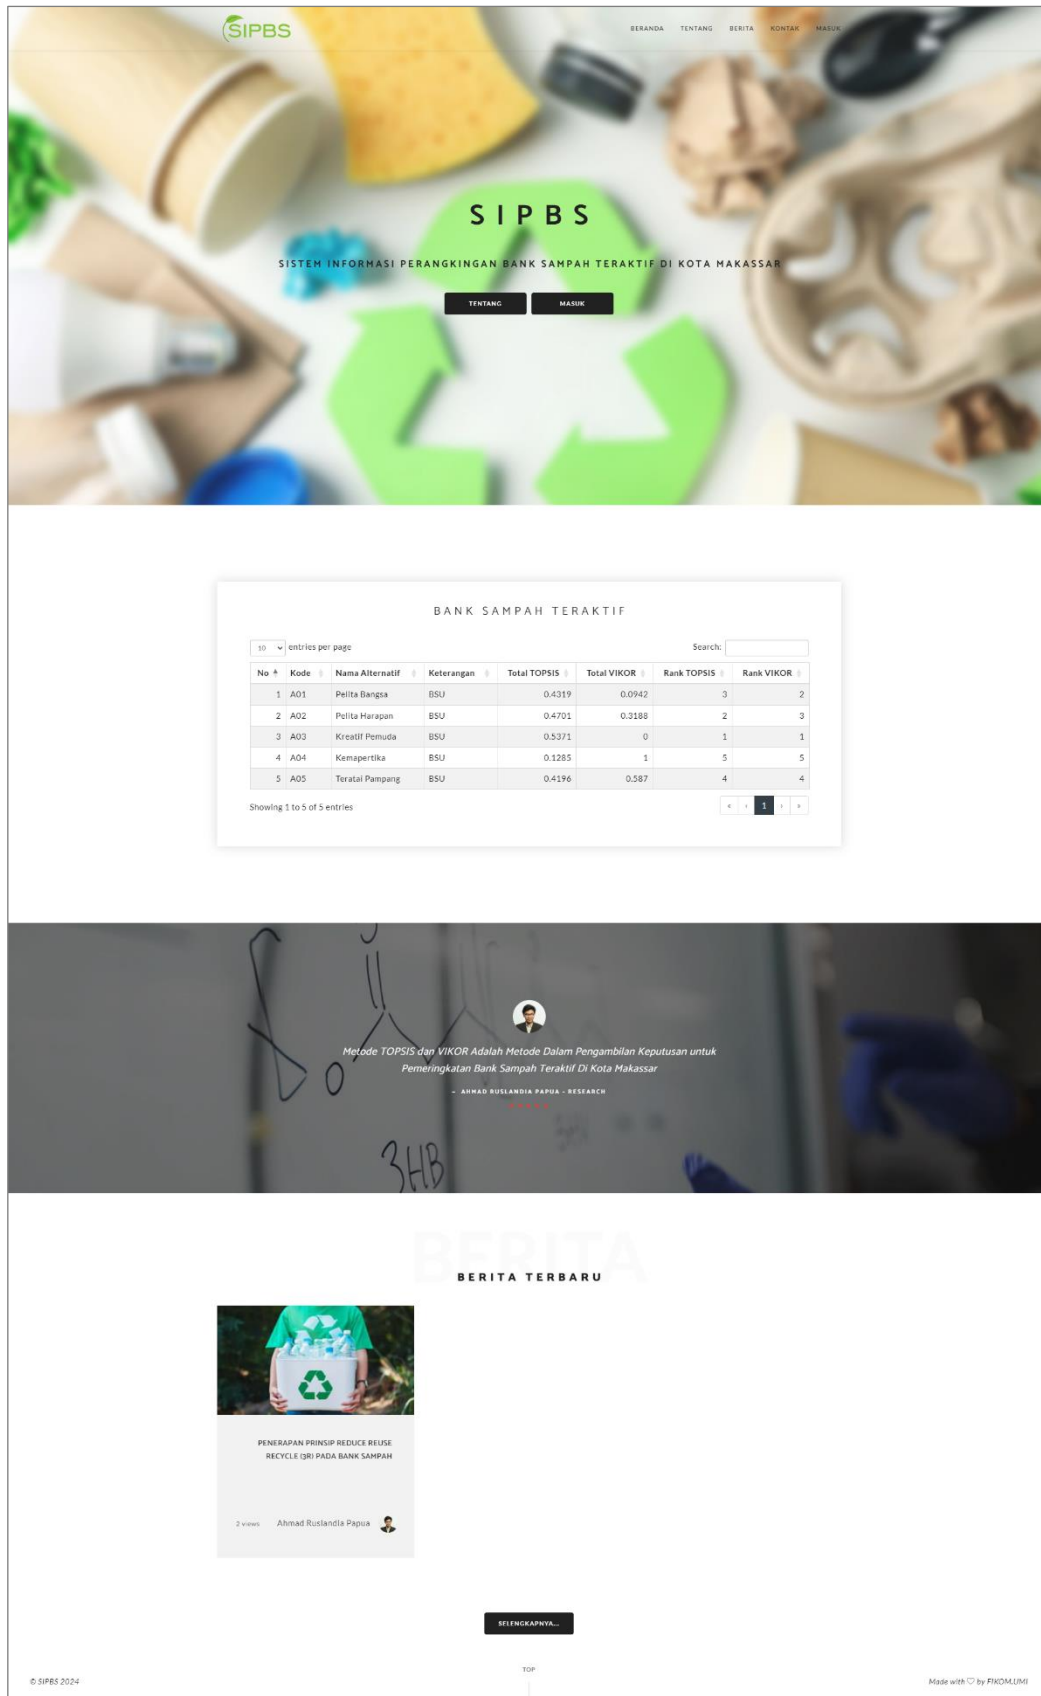 SIPBS
BERANDA TENTANG BERITA KONTAK MASUK
SIPBS
SISTEM INFORMASI PERANGKINGAN BANK SAMPAH TERAKTIF DI KOTA MAKASSAR
TENTANG MASUK
BANK SAMPAH TERAKTIF
10 entries per page Search:
No Kode Nama Alternatif Keterangan Total TOPSIS Total VIKOR Rank TOPSIS Rank VIKOR
1 A01 Pelita Bangsa BSU 0.4319 0.0942 3 2
2 A02 Pelita Harapan BSU 0.4701 0.3188 2 3
3 A03 Kreatif Pemuda BSU 0.5371 0 1 1
4 A04 Kemapertika BSU 0.1285 1 5 5
5 A05 Teratai Pampang BSU 0.4196 0.587 4 4
Showing 1 to 5 of 5 entries « ‹ 1 › »
Metode TOPSIS dan VIKOR Adalah Metode Dalam Pengambilan Keputusan untuk
Pemeringkatan Bank Sampah Teraktif Di Kota Makassar
– AHMAD RUSLANDIA PAPUA - RESEARCH
3HB
BERITA
BERITA TERBARU
PENERAPAN PRINSIP REDUCE REUSE
RECYCLE (3R) PADA BANK SAMPAH
2 views Ahmad Ruslandia Papua
SELENGKAPNYA...
TOP
© SIPBS 2024 Made with ♡ by FIKOM.UMI